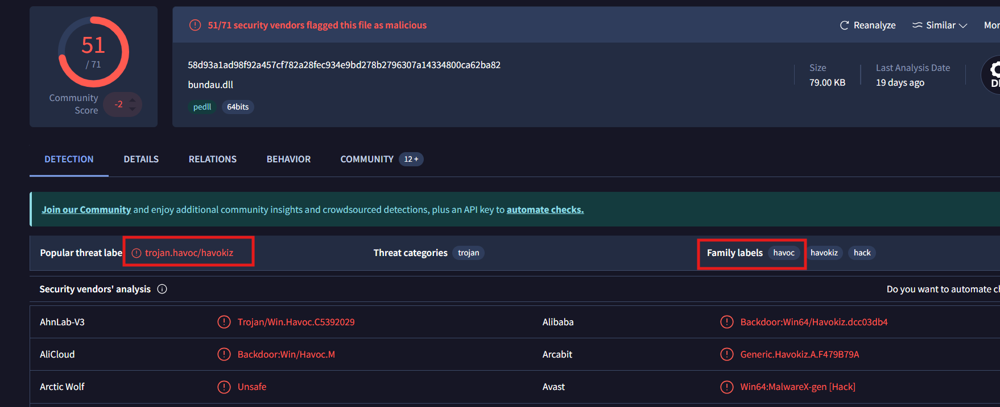 51
/ 71
Community
Score
-2
51/71 security vendors flagged this file as malicious
Reanalyze
Similar
Mor
58d93a1ad98f92a457cf782a28fec934e9bd278b2796307a14334800ca62ba82
bundau.dll
pedll 64bits
Size
79.00 KB
Last Analysis Date
19 days ago
DETECTION DETAILS RELATIONS BEHAVIOR COMMUNITY 12 +
Join our Community and enjoy additional community insights and crowdsourced detections, plus an API key to automate checks.
Popular threat labe trojan.havoc/havokiz Threat categories trojan Family labels havoc havokiz hack
Security vendors' analysis Do you want to automate ch
AhnLab-V3 Trojan/Win.Havoc.C5392029 Alibaba Backdoor:Win64/Havokiz.dcc03db4
AliCloud Backdoor:Win/Havoc.M Arcabit Generic.Havokiz.A.F479B79A
Arctic Wolf Unsafe Avast Win64:MalwareX-gen [Hack]